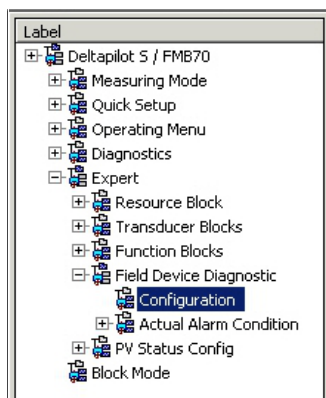 Label
Deltapilot S / FMB70
Measuring Mode
Quick Setup
Operating Menu
Diagnostics
Expert
Resource Block
Transducer Blocks
Function Blocks
Field Device Diagnostic
Configuration
Actual Alarm Condition
PV Status Config
Block Mode